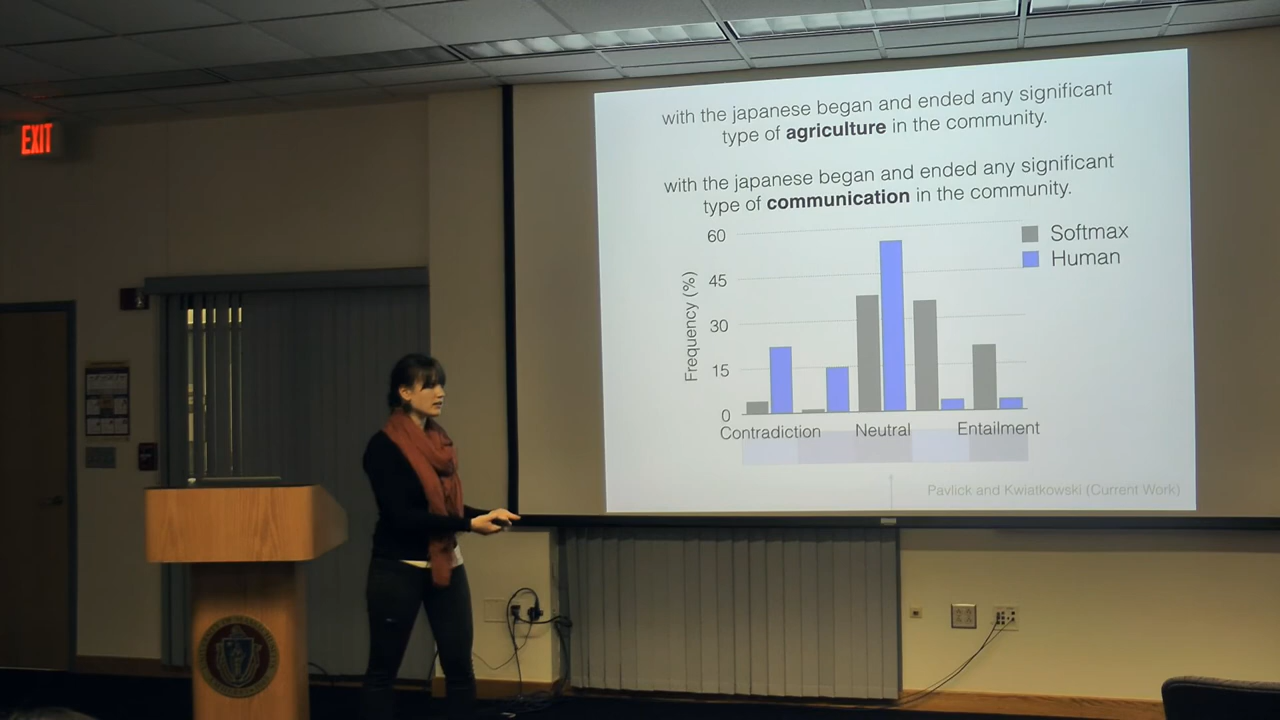 EXIT
with the japanese began and ended any significant
type of agriculture in the community.
with the japanese began and ended any significant
type of communication in the community.
60
45
30
15
0
Frequency (%)
Softmax
Human
Contradiction
Neutral
Entailment
Pavlick and Kwiatkowski (Current Work)